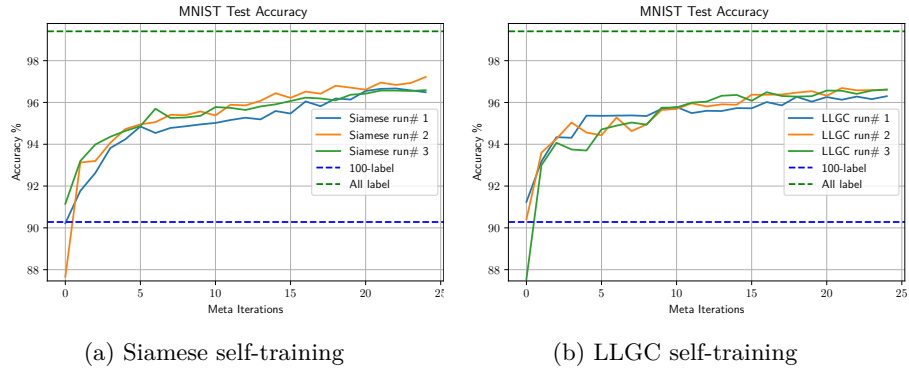 MNIST Test Accuracy
98
96
94
92
90
88
Accuracy %
Siamese run# 1
Siamese run# 2
Siamese run# 3
100-label
All label
0
5
10
15
20
25
Meta Iterations
(a) Siamese self-training
MNIST Test Accuracy
98
96
94
92
90
88
Accuracy %
LLGC run# 1
LLGC run# 2
LLGC run# 3
100-label
All label
0
5
10
15
20
25
Meta Iterations
(b) LLGC self-training